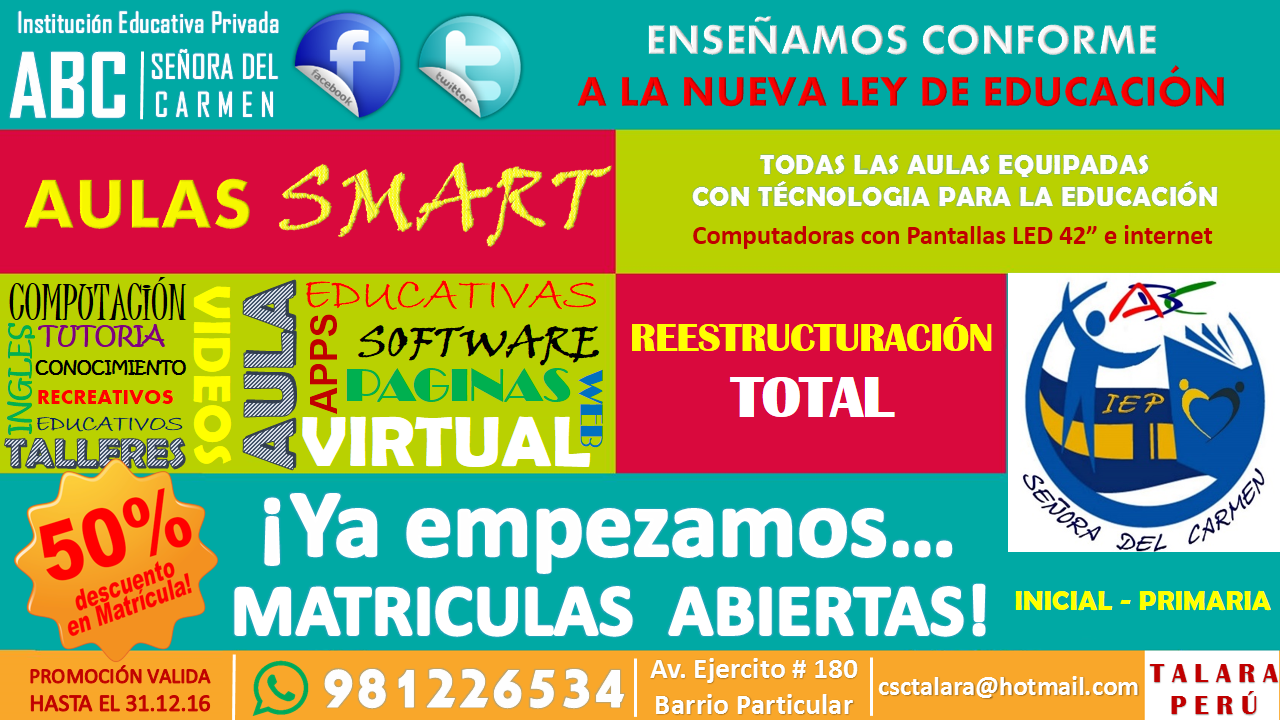 Institución Educativa Privada
ABC
SEÑORA DEL
CARMEN
facebook
twitter
ENSEÑAMOS CONFORME
A LA NUEVA LEY DE EDUCACIÓN
AULAS SMART
TODAS LAS AULAS EQUIPADAS
CON TÉCNOLOGIA PARA LA EDUCACIÓN
Computadoras con Pantallas LED 42” e internet
COMPUTACIÓN
INGLES
TUTORIA
CONOCIMIENTO
RECREATIVOS
EDUCATIVOS
TALLERES
VIDEOS
AULA
EDUCATIVAS
APPS
SOFTWARE
PAGINAS
WEB
VIRTUAL
REESTRUCTURACIÓN
TOTAL
ABC
IEP
SEÑORA DEL CARMEN
50%
descuento
en Matrícula!
¡Ya empezamos...
MATRICULAS ABIERTAS!
INICIAL - PRIMARIA
PROMOCIÓN VALIDA
HASTA EL 31.12.16
981226534
Av. Ejercito # 180
Barrio Particular
csctalara@hotmail.com
TALARA
PERÚ